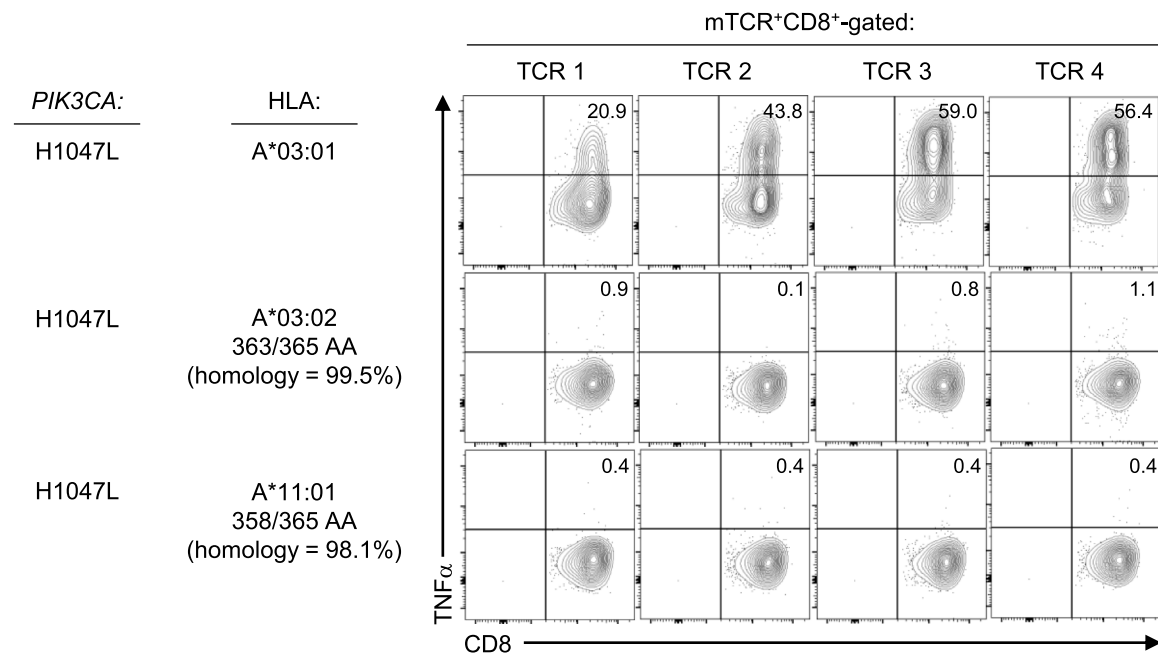 mTCR⁺CD8⁺-gated:
TCR 1 TCR 2 TCR 3 TCR 4
PIK3CA: HLA:
H1047L A*03:01
20.9 43.8 59.0 56.4
H1047L A*03:02
363/365 AA
(homology = 99.5%)
0.9 0.1 0.8 1.1
H1047L A*11:01
358/365 AA
(homology = 98.1%)
0.4 0.4 0.4 0.4
TNFα
CD8